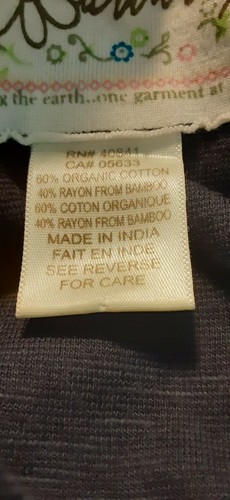 g the earth..one garment at
RN# 40841
CA# 05633
60% ORGANIC COTTON
40% RAYON FROM BAMBOO
60% COTON ORGANIQUE
40% RAYON FROM BAMBOO
MADE IN INDIA
FAIT EN INDE
SEE REVERSE
FOR CARE